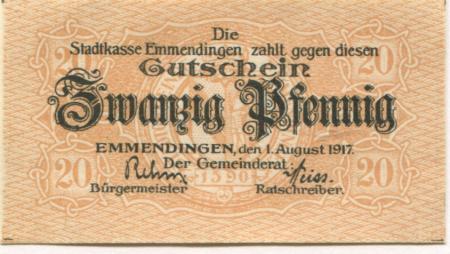 Die
Stadtkasse Emmendingen zahlt gegen diesen
Gutschein
20 20
Zwanzig Pfennig
EMMENDINGEN, den 1. August 1917.
Der Gemeinderat:
20 20
Bürgermeister Ratschreiber.